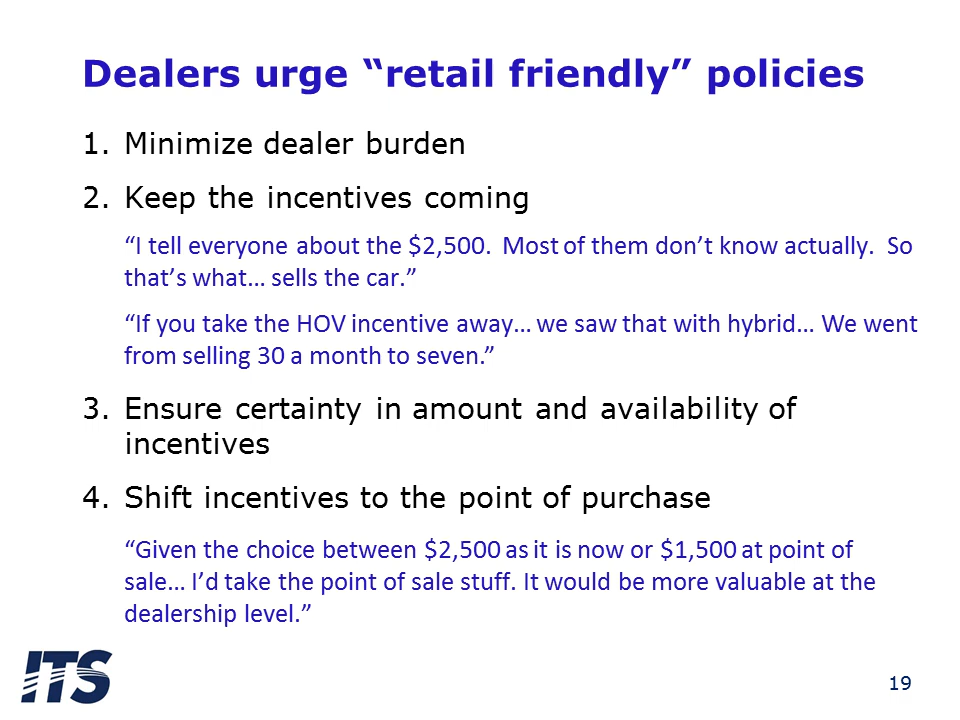 Dealers urge “retail friendly” policies
1. Minimize dealer burden
2. Keep the incentives coming
“I tell everyone about the $2,500.  Most of them don’t know actually.  So
that’s what… sells the car.”
“If you take the HOV incentive away… we saw that with hybrid… We went
from selling 30 a month to seven.”
3. Ensure certainty in amount and availability of
incentives
4. Shift incentives to the point of purchase
“Given the choice between $2,500 as it is now or $1,500 at point of
sale… I’d take the point of sale stuff. It would be more valuable at the
dealership level.”
ITS
19